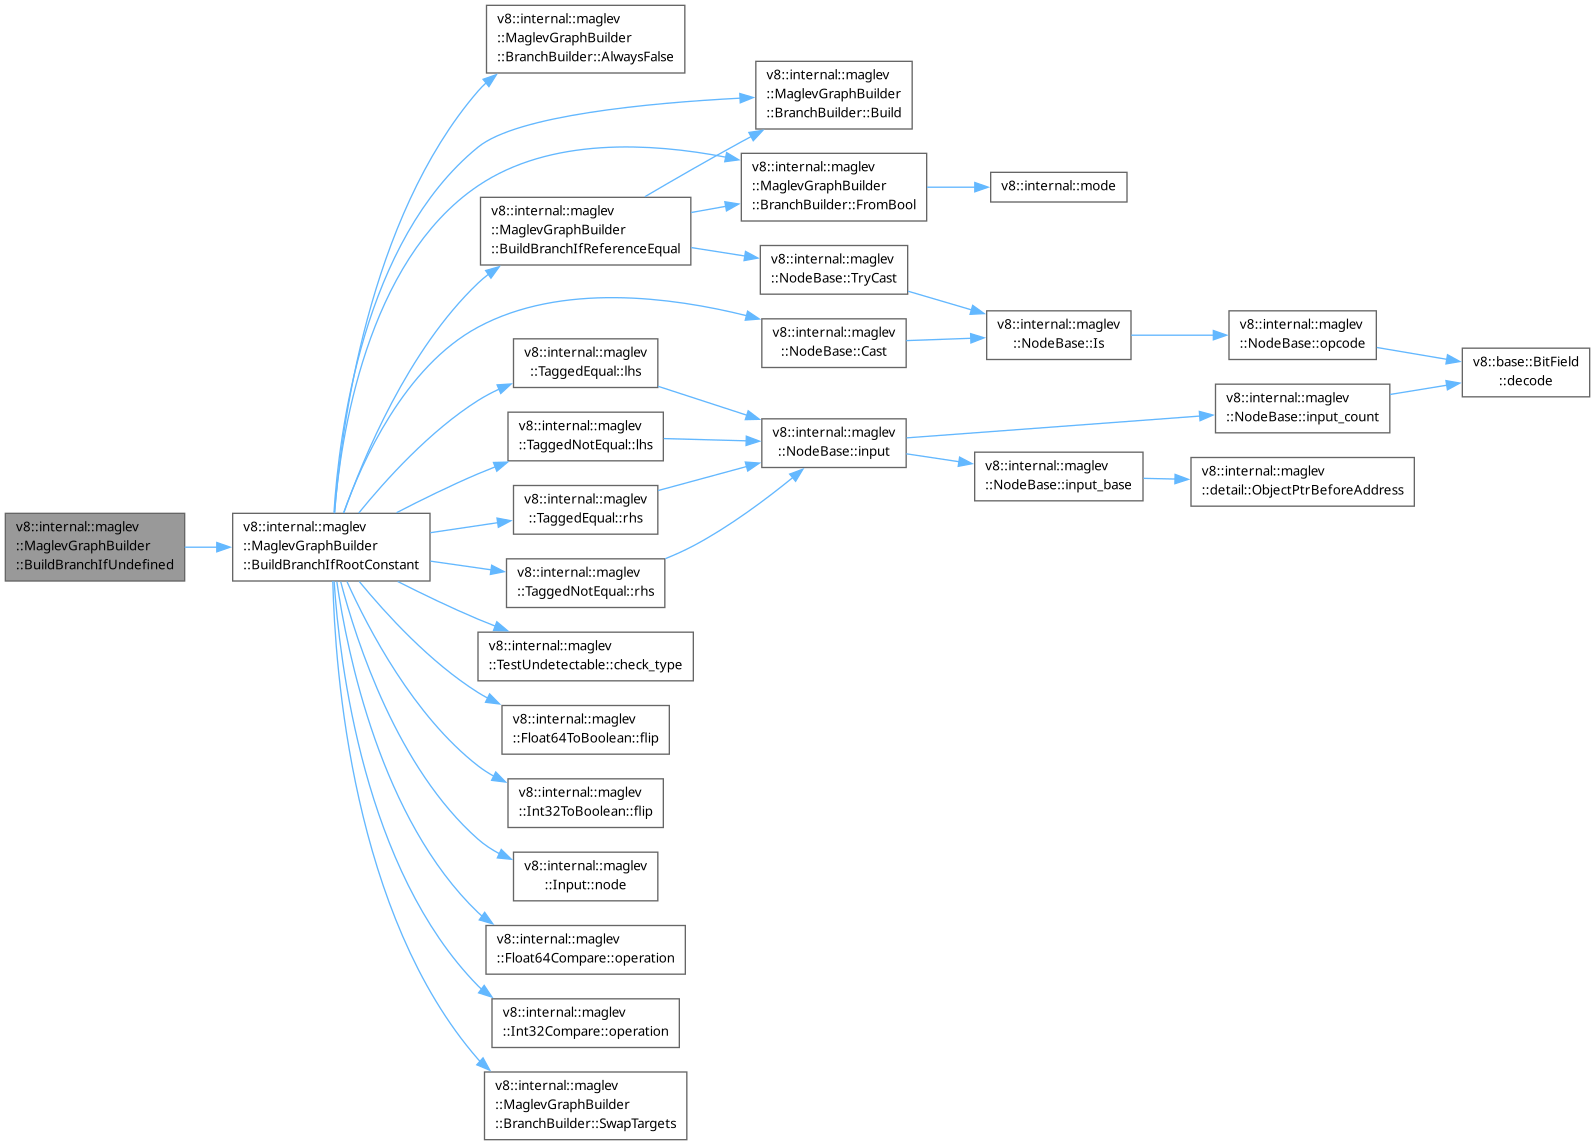 v8::internal::maglev
::MaglevGraphBuilder
::BuildBranchIfUndefined
v8::internal::maglev
::MaglevGraphBuilder
::BuildBranchIfRootConstant
v8::internal::maglev
::MaglevGraphBuilder
::BranchBuilder::AlwaysFalse
v8::internal::maglev
::MaglevGraphBuilder
::BranchBuilder::Build
v8::internal::maglev
::MaglevGraphBuilder
::BranchBuilder::FromBool
v8::internal::mode
v8::internal::maglev
::MaglevGraphBuilder
::BuildBranchIfReferenceEqual
v8::internal::maglev
::NodeBase::TryCast
v8::internal::maglev
::NodeBase::Cast
v8::internal::maglev
::NodeBase::Is
v8::internal::maglev
::NodeBase::opcode
v8::base::BitField
::decode
v8::internal::maglev
::TaggedEqual::lhs
v8::internal::maglev
::TaggedNotEqual::lhs
v8::internal::maglev
::NodeBase::input
v8::internal::maglev
::NodeBase::input_count
v8::internal::maglev
::NodeBase::input_base
v8::internal::maglev
::detail::ObjectPtrBeforeAddress
v8::internal::maglev
::TaggedEqual::rhs
v8::internal::maglev
::TaggedNotEqual::rhs
v8::internal::maglev
::TestUndetectable::check_type
v8::internal::maglev
::Float64ToBoolean::flip
v8::internal::maglev
::Int32ToBoolean::flip
v8::internal::maglev
::Input::node
v8::internal::maglev
::Float64Compare::operation
v8::internal::maglev
::Int32Compare::operation
v8::internal::maglev
::MaglevGraphBuilder
::BranchBuilder::SwapTargets